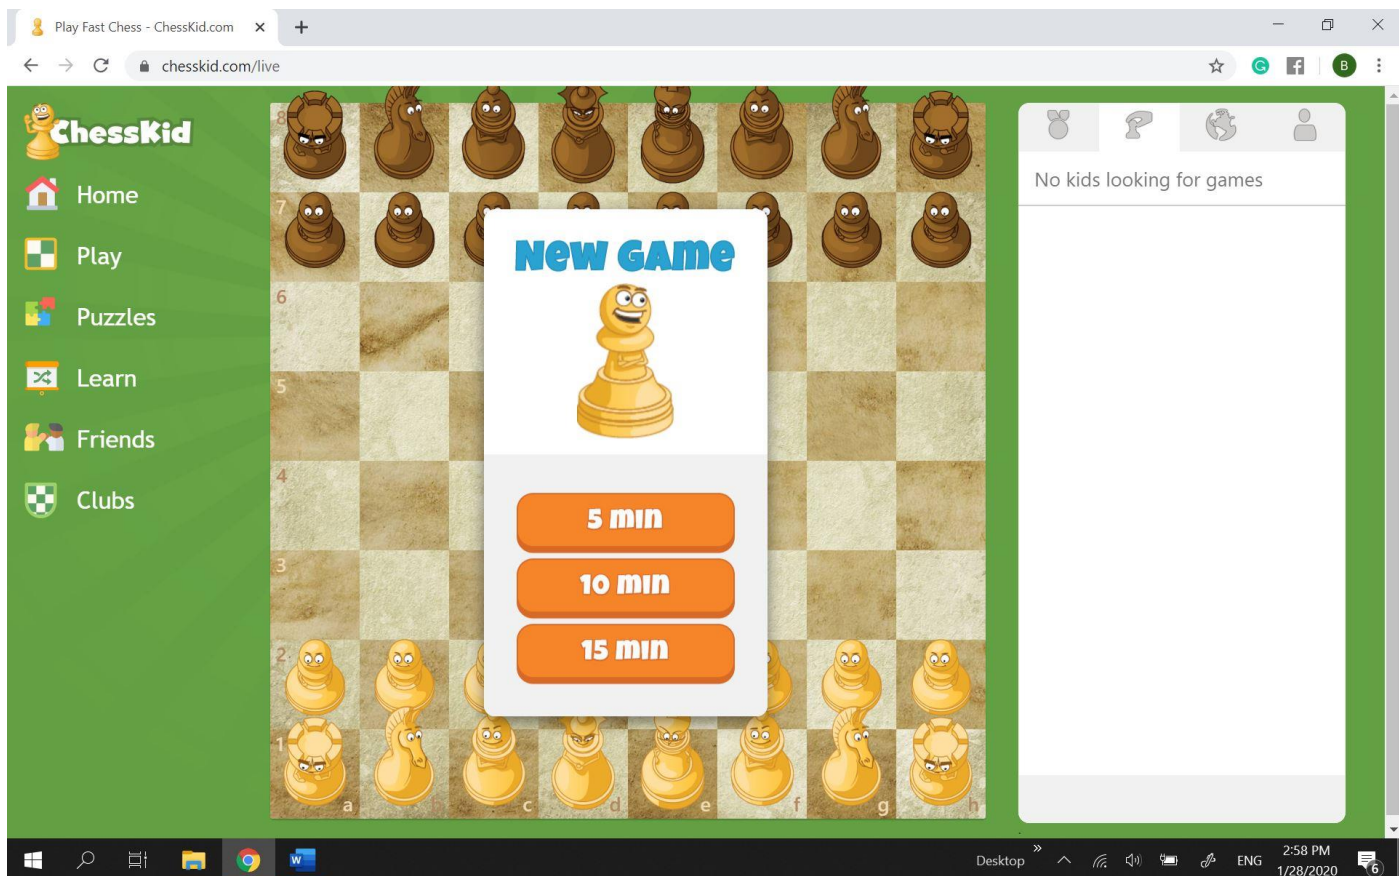 Play Fast Chess - ChessKid.com
chesskid.com/live
B
ChessKid
Home
Play
Puzzles
Learn
Friends
Clubs
8
7
6
5
4
3
2
1
a b c d e f g h
New Game
5 min
10 min
15 min
No kids looking for games
Desktop
ENG
2:58 PM
1/28/2020
6